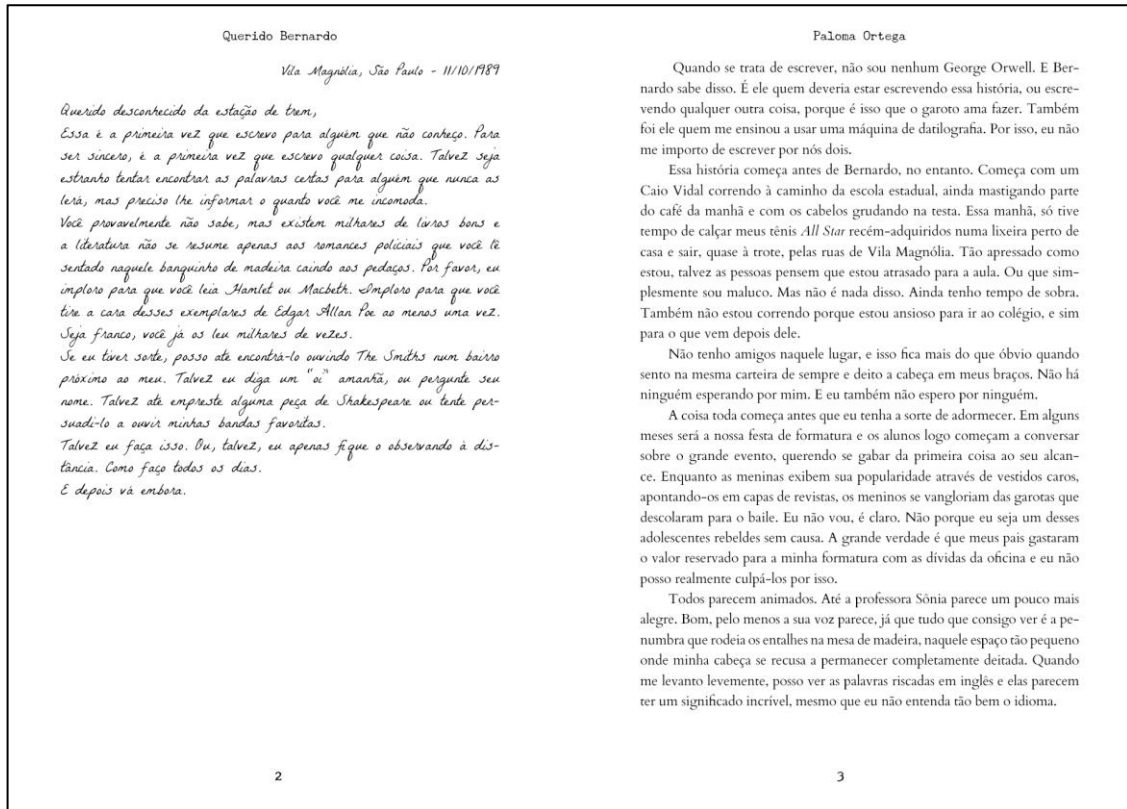 Querido Bernardo
Vila Magnólia, São Paulo - 11/10/1989
Querido desconhecido da estação de trem,
Essa é a primeira vez que escrevo para alguém que não conheço. Para
ser sincero, é a primeira vez que escrevo qualquer coisa. Talvez seja
estranho tentar encontrar as palavras certas para alguém que nunca as
lerá, mas preciso lhe informar o quanto você me incomoda.
Você provavelmente não sabe, mas existem milhares de livros bons e
a literatura não se resume apenas aos romances policiais que você lê
sentado naquele banquinho de madeira caindo aos pedaços. Por favor, eu
imploro para que você leia Hamlet ou Macbeth. Imploro para que você
tire a cara desses exemplares de Edgar Allan Poe ao menos uma vez.
Seja franco, você já os leu milhares de vezes.
Se eu tiver sorte, posso até encontrá-lo ouvindo The Smiths num bairro
próximo ao meu. Talvez eu diga um "oi" amanhã, ou pergunte seu
nome. Talvez até empreste alguma peça de Shakespeare ou tente per-
suadi-lo a ouvir minhas bandas favoritas.
Talvez eu faça isso. Ou, talvez, eu apenas fique o observando à dis-
tância. Como faço todos os dias.
E depois vá embora.
2
Paloma Ortega
Quando se trata de escrever, não sou nenhum George Orwell. E Ber-
nardo sabe disso. É ele quem deveria estar escrevendo essa história, ou escre-
vendo qualquer outra coisa, porque é isso que o garoto ama fazer. Também
foi ele quem me ensinou a usar uma máquina de datilografia. Por isso, eu não
me importo de escrever por nós dois.
Essa história começa antes de Bernardo, no entanto. Começa com um
Caio Vidal correndo à caminho da escola estadual, ainda mastigando parte
do café da manhã e com os cabelos grudando na testa. Essa manhã, só tive
tempo de calçar meus tênis All Star recém-adquiridos numa lixeira perto de
casa e sair, quase à trote, pelas ruas de Vila Magnólia. Tão apressado como
estou, talvez as pessoas pensem que estou atrasado para a aula. Ou que sim-
plesmente sou maluco. Mas não é nada disso. Ainda tenho tempo de sobra.
Também não estou correndo porque estou ansioso para ir ao colégio, e sim
para o que vem depois dele.
Não tenho amigos naquele lugar, e isso fica mais do que óbvio quando
sento na mesma carteira de sempre e deito a cabeça em meus braços. Não há
ninguém esperando por mim. E eu também não espero por ninguém.
A coisa toda começa antes que eu tenha a sorte de adormecer. Em alguns
meses será a nossa festa de formatura e os alunos logo começam a conversar
sobre o grande evento, querendo se gabar da primeira coisa ao seu alcan-
ce. Enquanto as meninas exibem sua popularidade através de vestidos caros,
apontando-os em capas de revistas, os meninos se vangloriam das garotas que
descolaram para o baile. Eu não vou, é claro. Não porque eu seja um desses
adolescentes rebeldes sem causa. A grande verdade é que meus pais gastaram
o valor reservado para a minha formatura com as dívidas da oficina e eu não
posso realmente culpá-los por isso.
Todos parecem animados. Até a professora Sônia parece um pouco mais
alegre. Bom, pelo menos a sua voz parece, já que tudo que consigo ver é a pe-
numbra que rodeia os entalhes na mesa de madeira, naquele espaço tão pequeno
onde minha cabeça se recusa a permanecer completamente deitada. Quando
me levanto levemente, posso ver as palavras riscadas em inglês e elas parecem
ter um significado incrível, mesmo que eu não entenda tão bem o idioma.
3